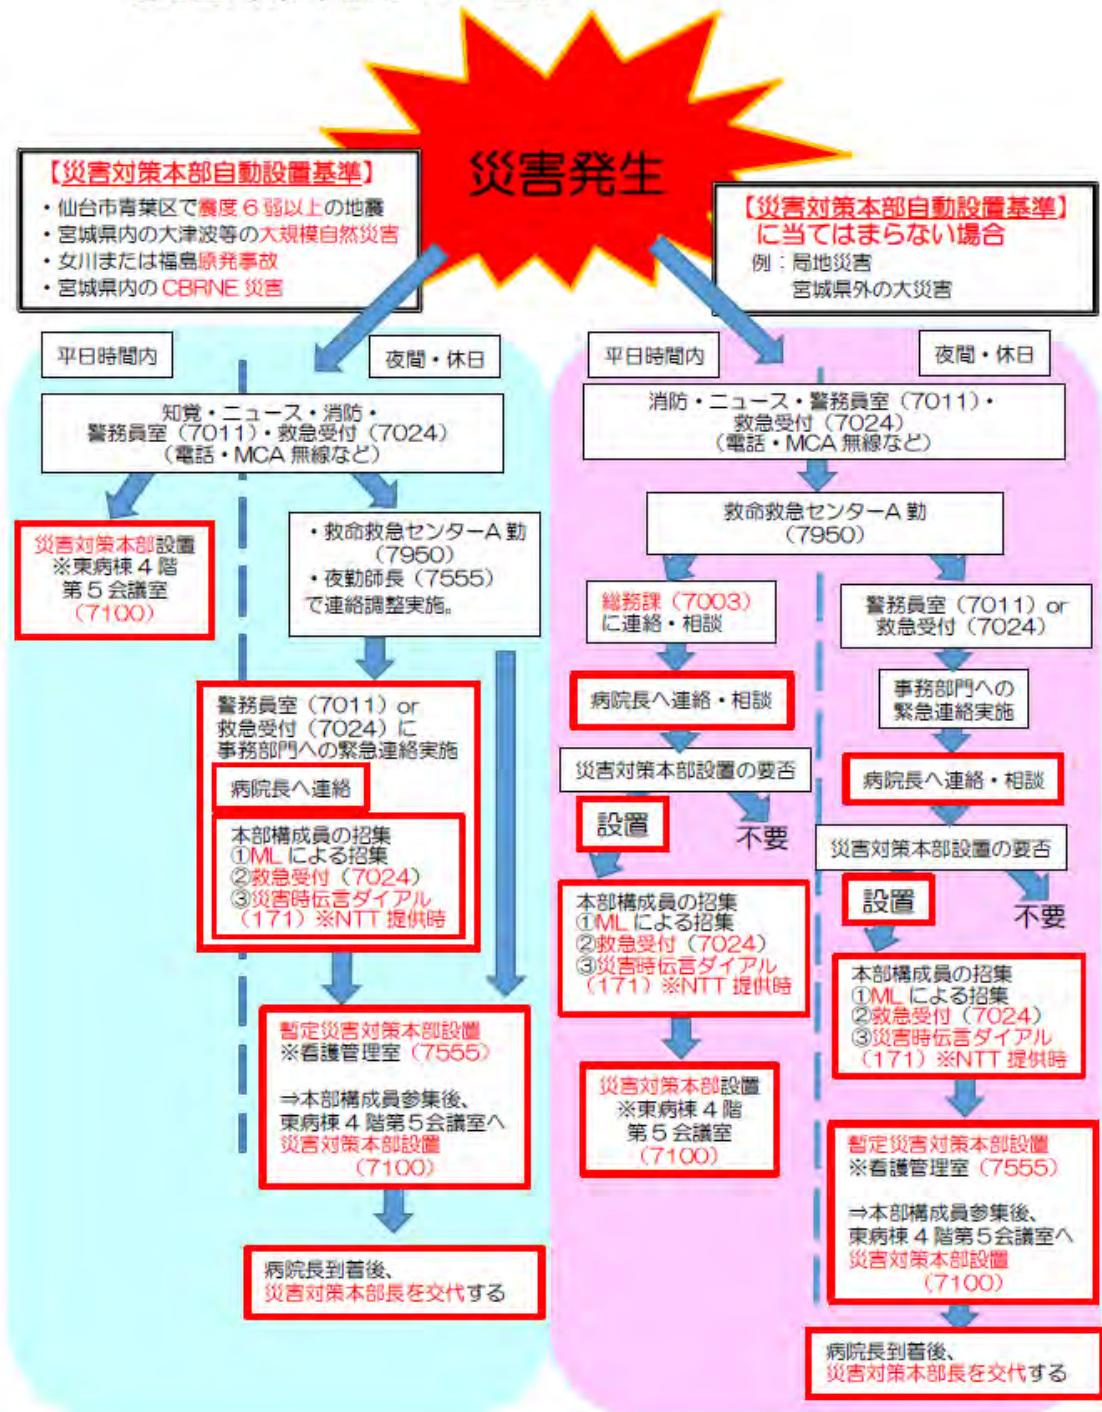 災害発生
【災害対策本部自動設置基準】
・仙台市青葉区で震度6弱以上の地震
・宮城県内の大津波等の大規模自然災害
・女川または福島原発事故
・宮城県内のCBRNE災害
【災害対策本部自動設置基準】
に当てはまらない場合
例：局地災害
宮城県外の大災害
平日時間内
夜間・休日
知覚・ニュース・消防・
警務員室（7011）・救急受付（7024）
（電話・MCA無線など）
災害対策本部設置
※東病棟4階
第5会議室
（7100）
・救命救急センターA勤
（7950）
・夜勤師長（7555）
で連絡調整実施。
警務員室（7011）or
救急受付（7024）に
事務部門への緊急連絡実施
病院長へ連絡
本部構成員の招集
①MLによる招集
②救急受付（7024）
③災害時伝言ダイアル
（171）※NTT提供時
暫定災害対策本部設置
※看護管理室（7555）
⇒本部構成員参集後、
東病棟4階第5会議室へ
災害対策本部設置
（7100）
病院長到着後、
災害対策本部長を交代する
平日時間内
夜間・休日
消防・ニュース・警務員室（7011）・
救急受付（7024）
（電話・MCA無線など）
救命救急センターA勤
（7950）
総務課（7003）
に連絡・相談
病院長へ連絡・相談
災害対策本部設置の要否
設置
不要
本部構成員の招集
①MLによる招集
②救急受付（7024）
③災害時伝言ダイアル
（171）※NTT提供時
災害対策本部設置
※東病棟4階
第5会議室
（7100）
警務員室（7011）or
救急受付（7024）
事務部門への
緊急連絡実施
病院長へ連絡・相談
災害対策本部設置の要否
設置
不要
本部構成員の招集
①MLによる招集
②救急受付（7024）
③災害時伝言ダイアル
（171）※NTT提供時
暫定災害対策本部設置
※看護管理室（7555）
⇒本部構成員参集後、
東病棟4階第5会議室へ
災害対策本部設置
（7100）
病院長到着後、
災害対策本部長を交代する